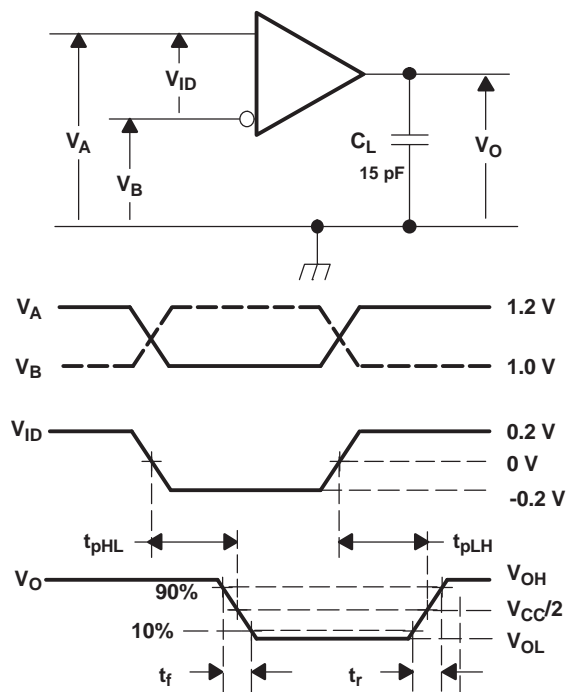 V_ID
V_A
V_B
C_L
15 pF
V_O
V_A
1.2 V
V_B
1.0 V
V_ID
0.2 V
0 V
-0.2 V
t_pHL
t_pLH
V_O
V_OH
90%
V_CC/2
10%
V_OL
t_f
t_r